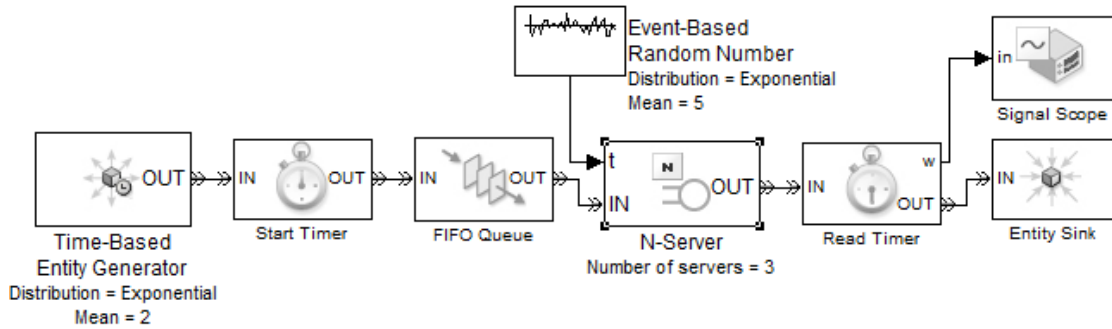 Event-Based
Random Number
Distribution = Exponential
Mean = 5
in
Signal Scope
OUT
Time-Based
Entity Generator
Distribution = Exponential
Mean = 2
IN
OUT
Start Timer
IN
OUT
FIFO Queue
t
N
IN
OUT
N-Server
Number of servers = 3
IN
w
OUT
Read Timer
IN
Entity Sink